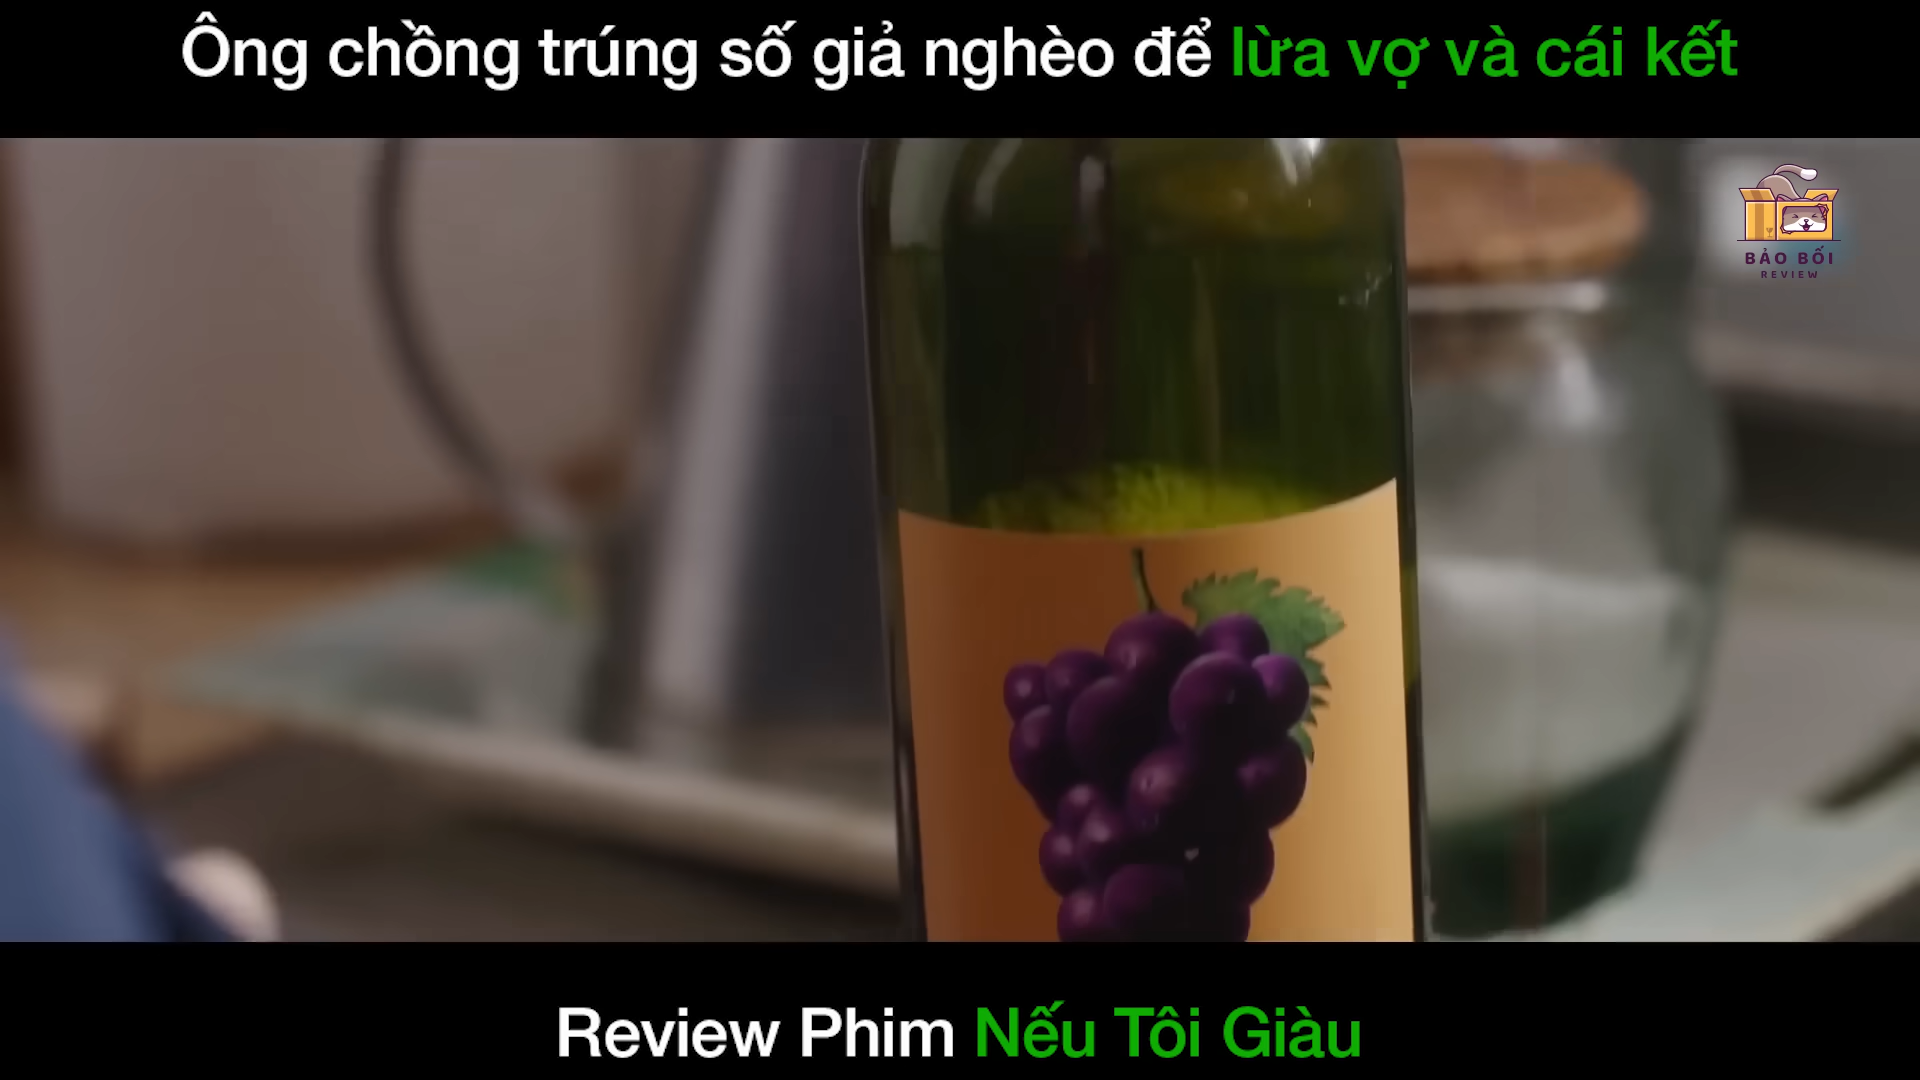 Ông chồng trúng số giả nghèo để lừa vợ và cái kết
BẢO BỐI
REVIEW
Review Phim Nếu Tôi Giàu